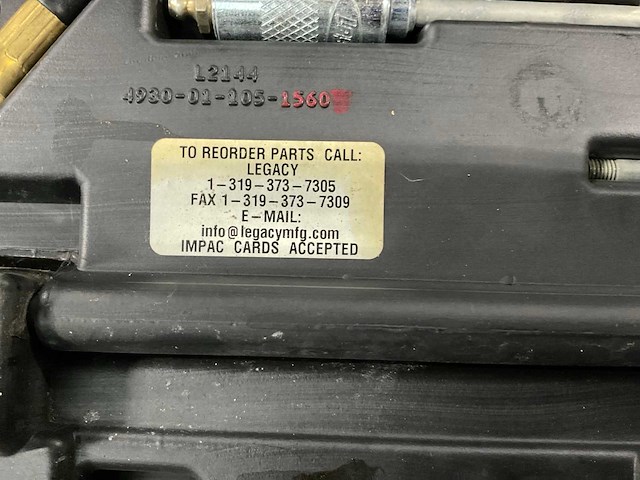 L2144
4930-01-105-1560
TO REORDER PARTS CALL:
LEGACY
1-319-373-7305
FAX 1-319-373-7309
E-MAIL:
info@legacymfg.com
IMPAC CARDS ACCEPTED